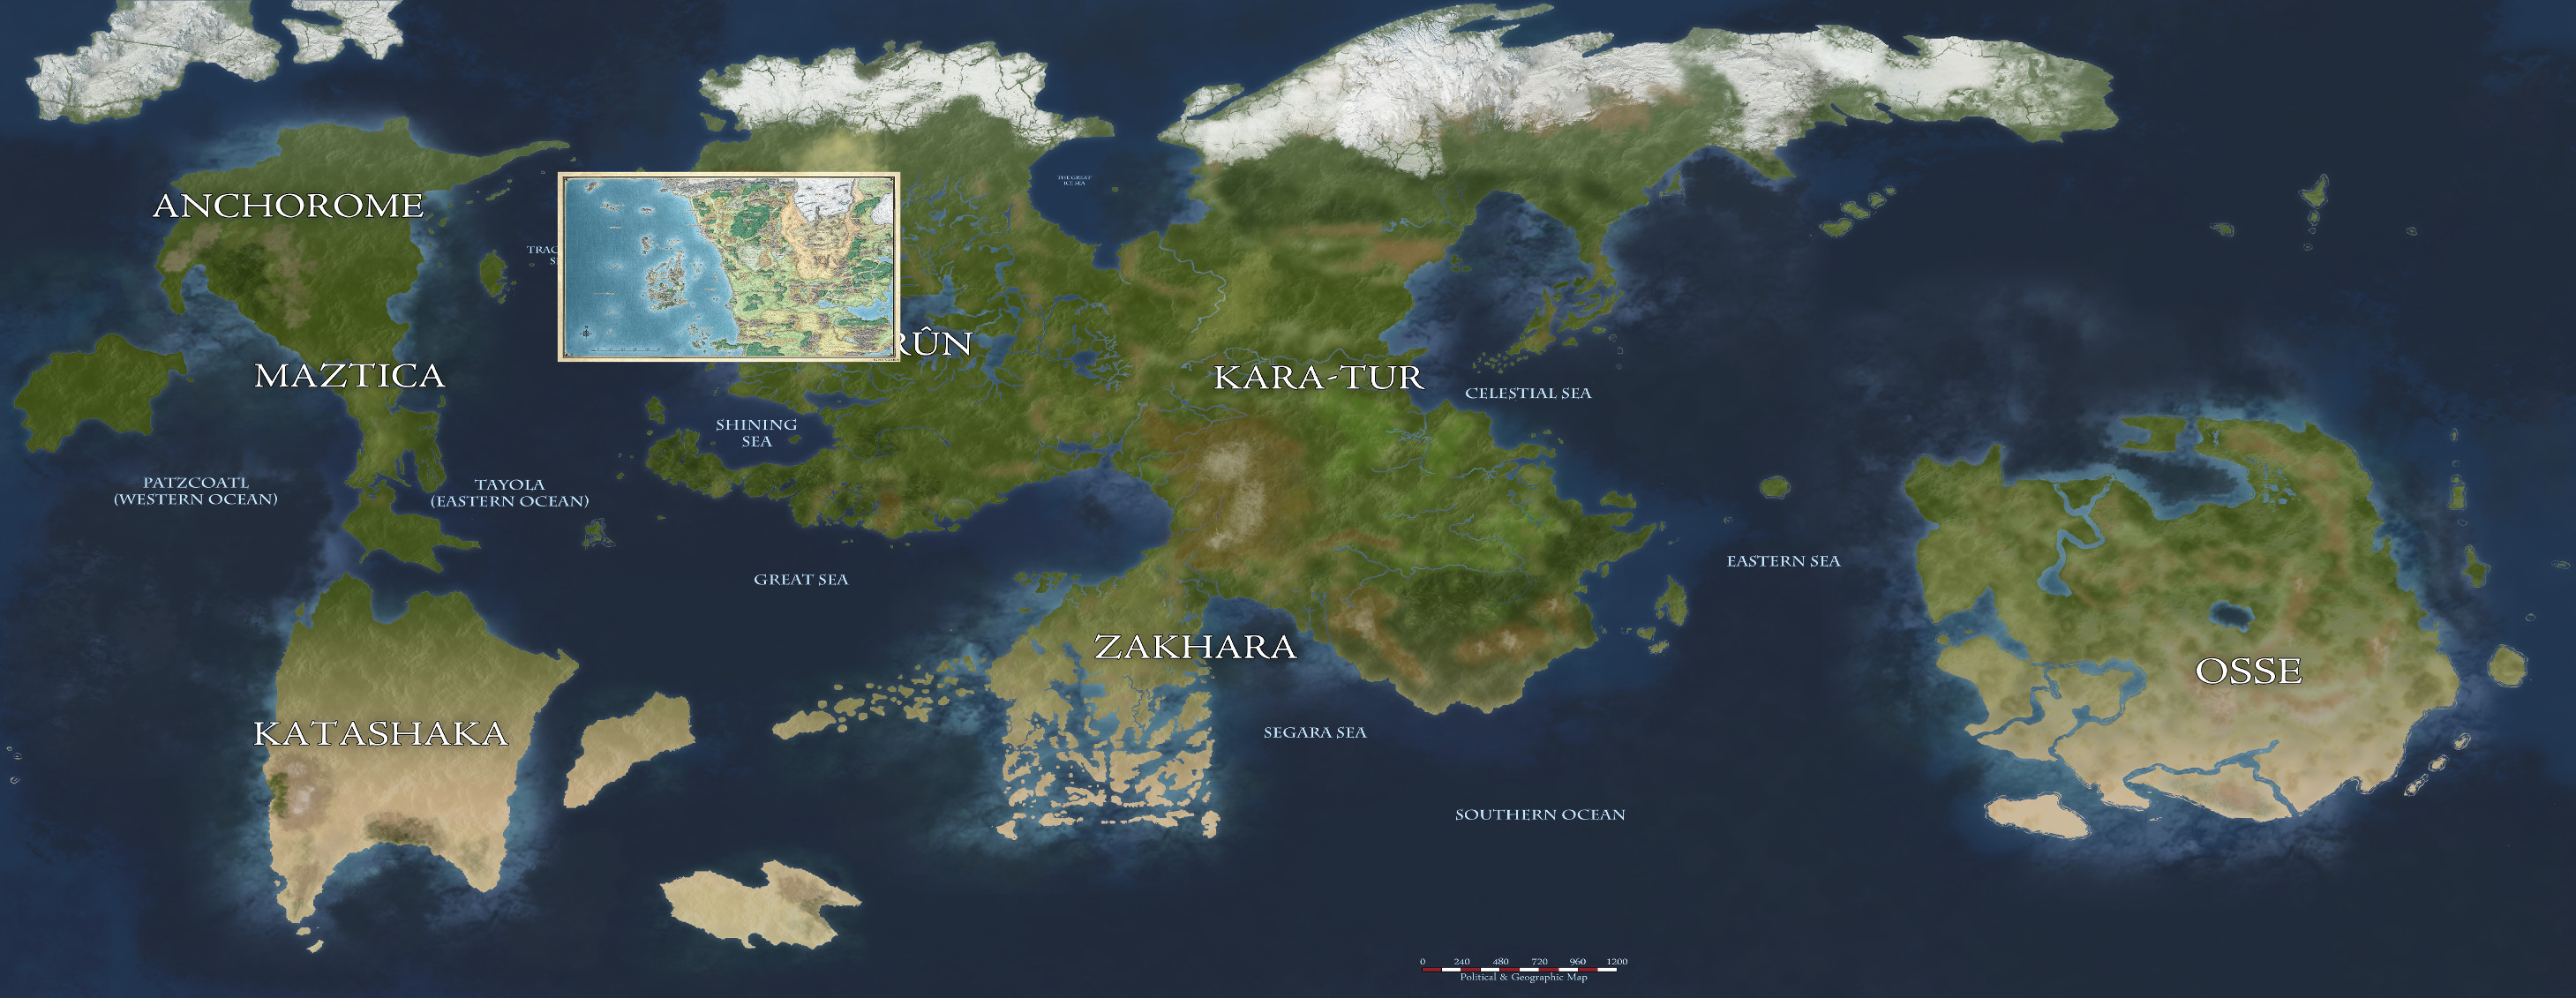 THE GREAT
ICE SEA
ANCHOROME
TRAC
S
RÛN
MAZTICA
KARA-TUR
CELESTIAL SEA
SHINING
SEA
PATZCOATL
(WESTERN OCEAN)
TAYOLA
(EASTERN OCEAN)
EASTERN SEA
GREAT SEA
ZAKHARA
OSSE
KATASHAKA
SEGARA SEA
SOUTHERN OCEAN
0 240 480 720 960 1200
Political & Geographic Map